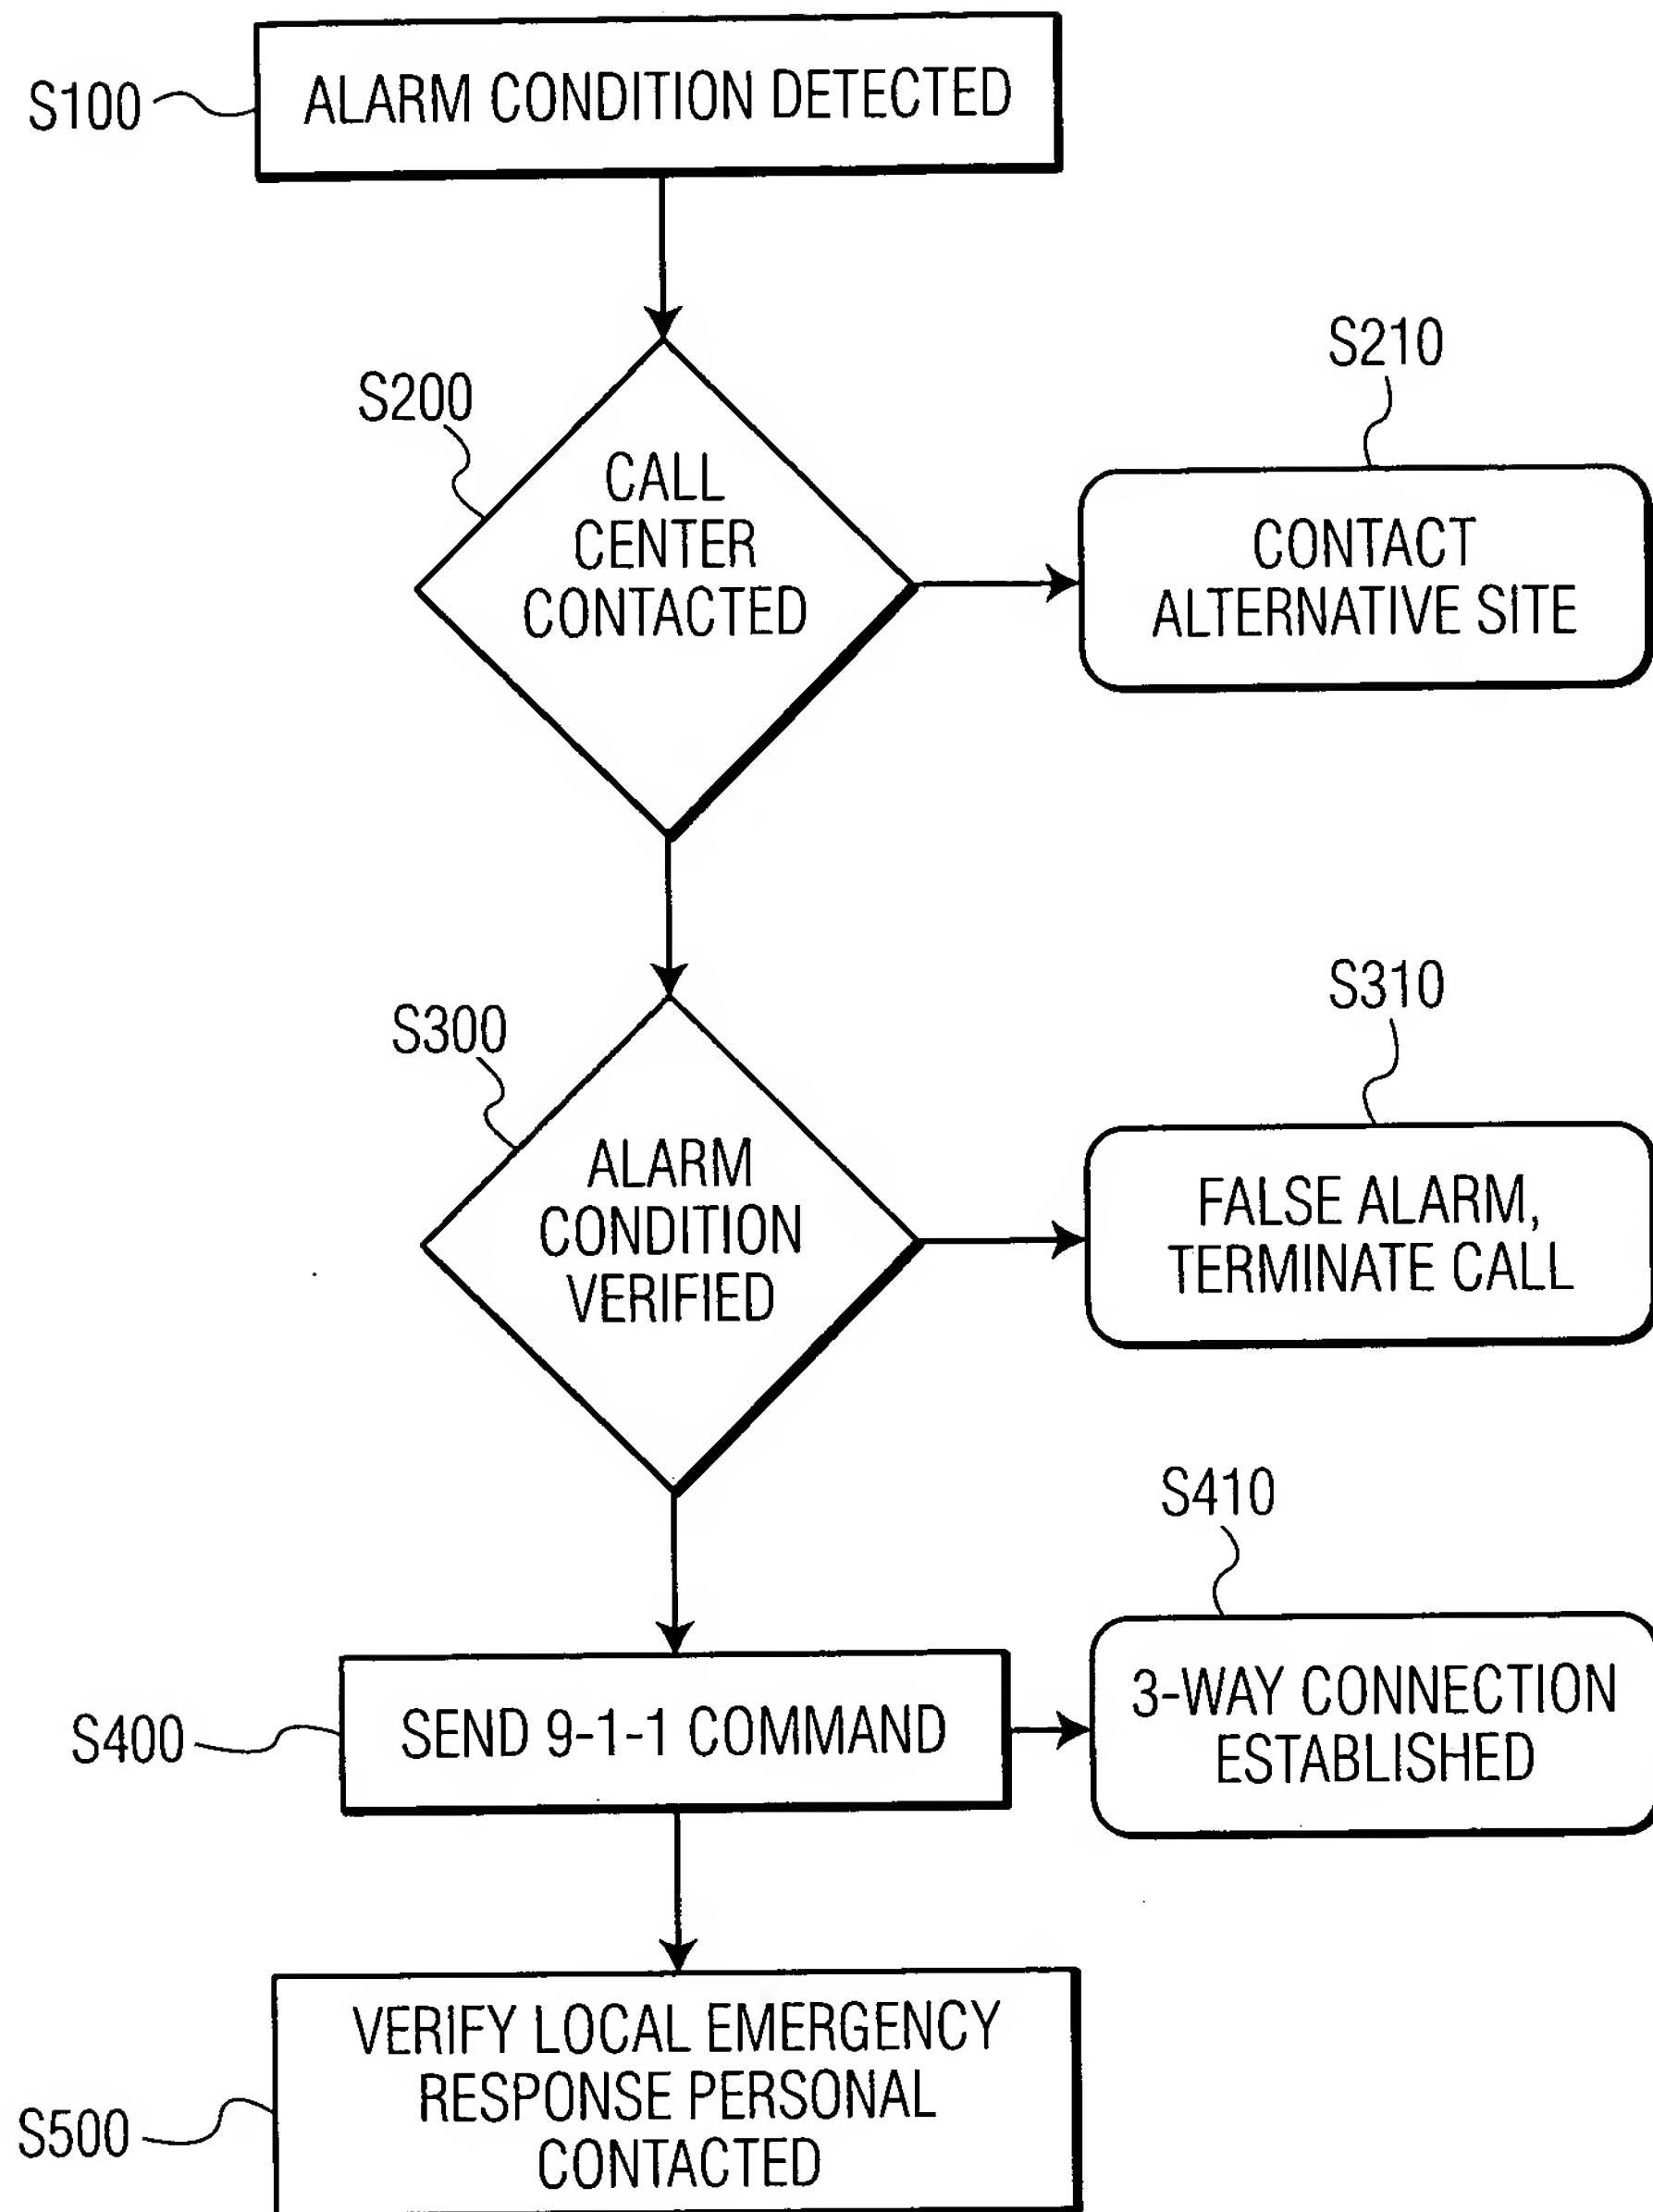 S100
ALARM CONDITION DETECTED
S200
CALL
CENTER
CONTACTED
S210
CONTACT
ALTERNATIVE SITE
S300
ALARM
CONDITION
VERIFIED
S310
FALSE ALARM,
TERMINATE CALL
S400
SEND 9-1-1 COMMAND
S410
3-WAY CONNECTION
ESTABLISHED
S500
VERIFY LOCAL EMERGENCY
RESPONSE PERSONAL
CONTACTED